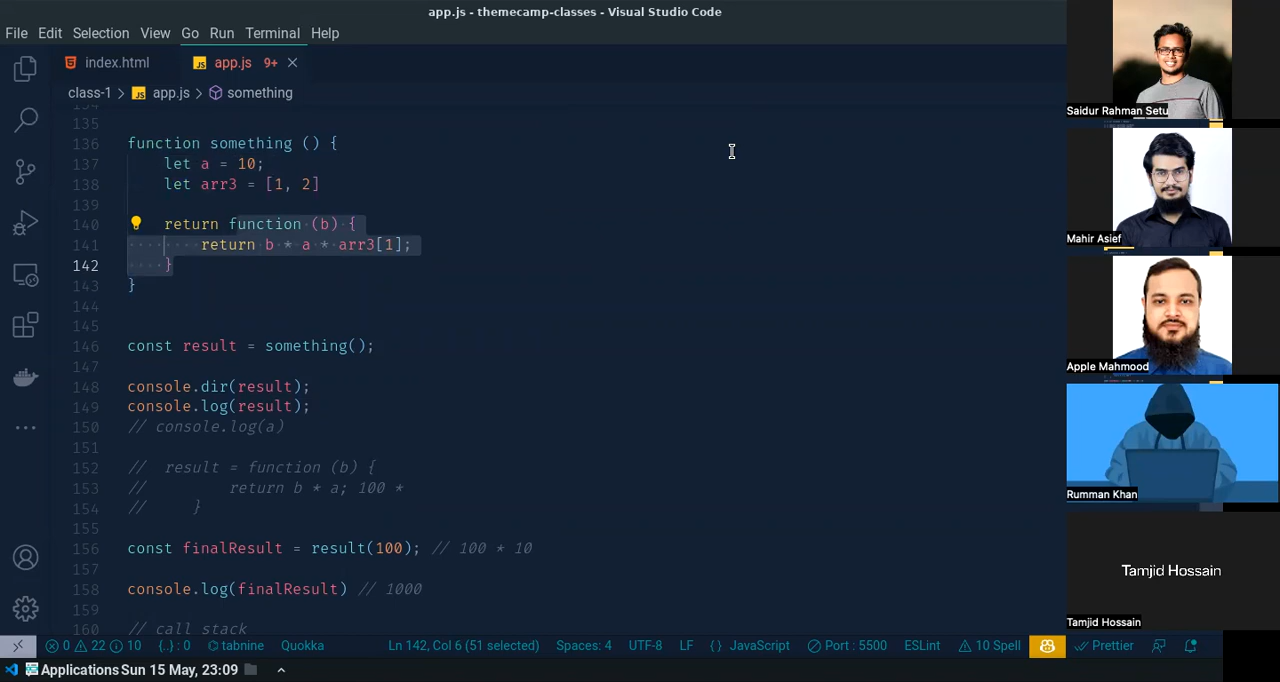 app.js - themecamp-classes - Visual Studio Code
File Edit Selection View Go Run Terminal Help
index.html JS app.js 9+
class-1 > JS app.js > something
134
135
136 function something () {
137 let a = 10;
138 let arr3 = [1, 2]
139
140 return function (b) {
141 return b * a * arr3[1];
142 }
143 }
144
145
146 const result = something();
147
148 console.dir(result);
149 console.log(result);
150 // console.log(a)
151
152 // result = function (b) {
153 // return b * a; 100 *
154 // }
155
156 const finalResult = result(100); // 100 * 10
157
158 console.log(finalResult) // 1000
159
160 // call stack
0 22 10 {.} : 0 tabnine Quokka Ln 142, Col 6 (51 selected) Spaces: 4 UTF-8 LF {} JavaScript Port : 5500 ESLint 10 Spell Prettier
Applications Sun 15 May, 23:09
Saidur Rahman Setu
Mahir Asief
Apple Mahmood
Rumman Khan
Tamjid Hossain
Tamjid Hossain